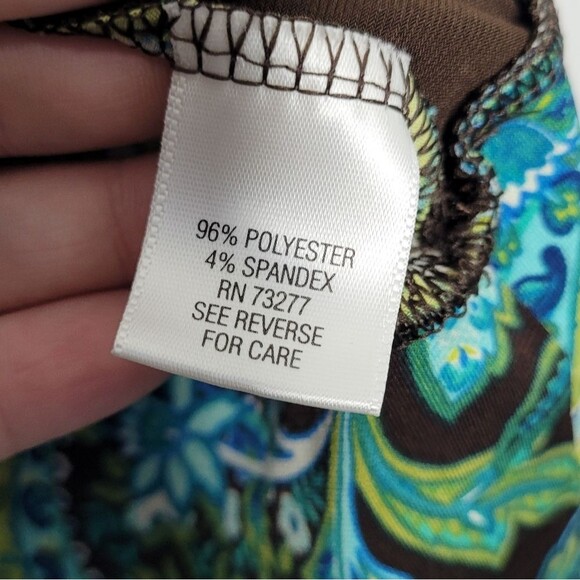 96% POLYESTER
4% SPANDEX
RN 73277
SEE REVERSE
FOR CARE